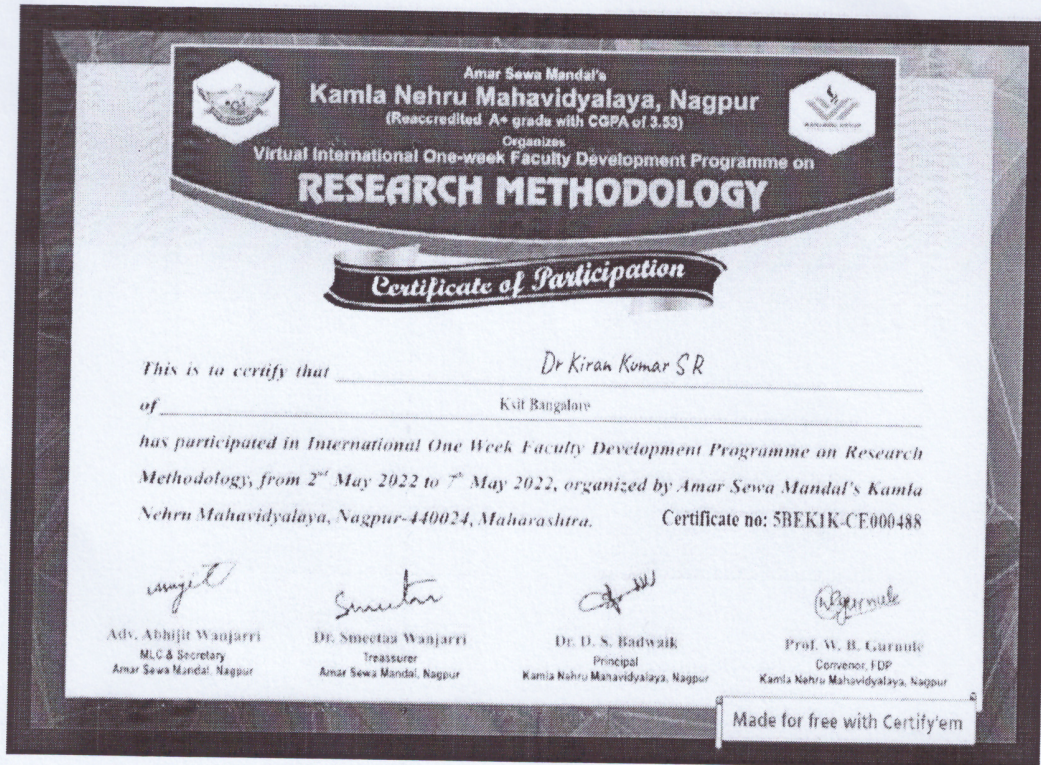 Amar Sewa Mandal's
Kamla Nehru Mahavidyalaya, Nagpur
(Reaccredited A+ grade with CGPA of 3.53)
Organizes
Virtual International One-week Faculty Development Programme on
RESEARCH METHODOLOGY
Certificate of Participation
This is to certify that Dr Kiran Kumar S R
of Ksit Bangalore
has participated in International One Week Faculty Development Programme on Research
Methodology, from 2nd May 2022 to 7th May 2022, organized by Amar Sewa Mandal's Kamla
Nehru Mahavidyalaya, Nagpur-440024, Maharashtra. Certificate no: 5BEK1K-CE000488
Adv. Abhijit Wanjarri
MLC & Secretary
Amar Sewa Mandal, Nagpur
Dr. Smeetaa Wanjarri
Treassurer
Amar Sewa Mandal, Nagpur
Dr. D. S. Badwaik
Principal
Kamla Nehru Mahavidyalaya, Nagpur
Prof. W. B. Gurnule
Convenor, FDP
Kamla Nehru Mahavidyalaya, Nagpur
Made for free with Certify'em